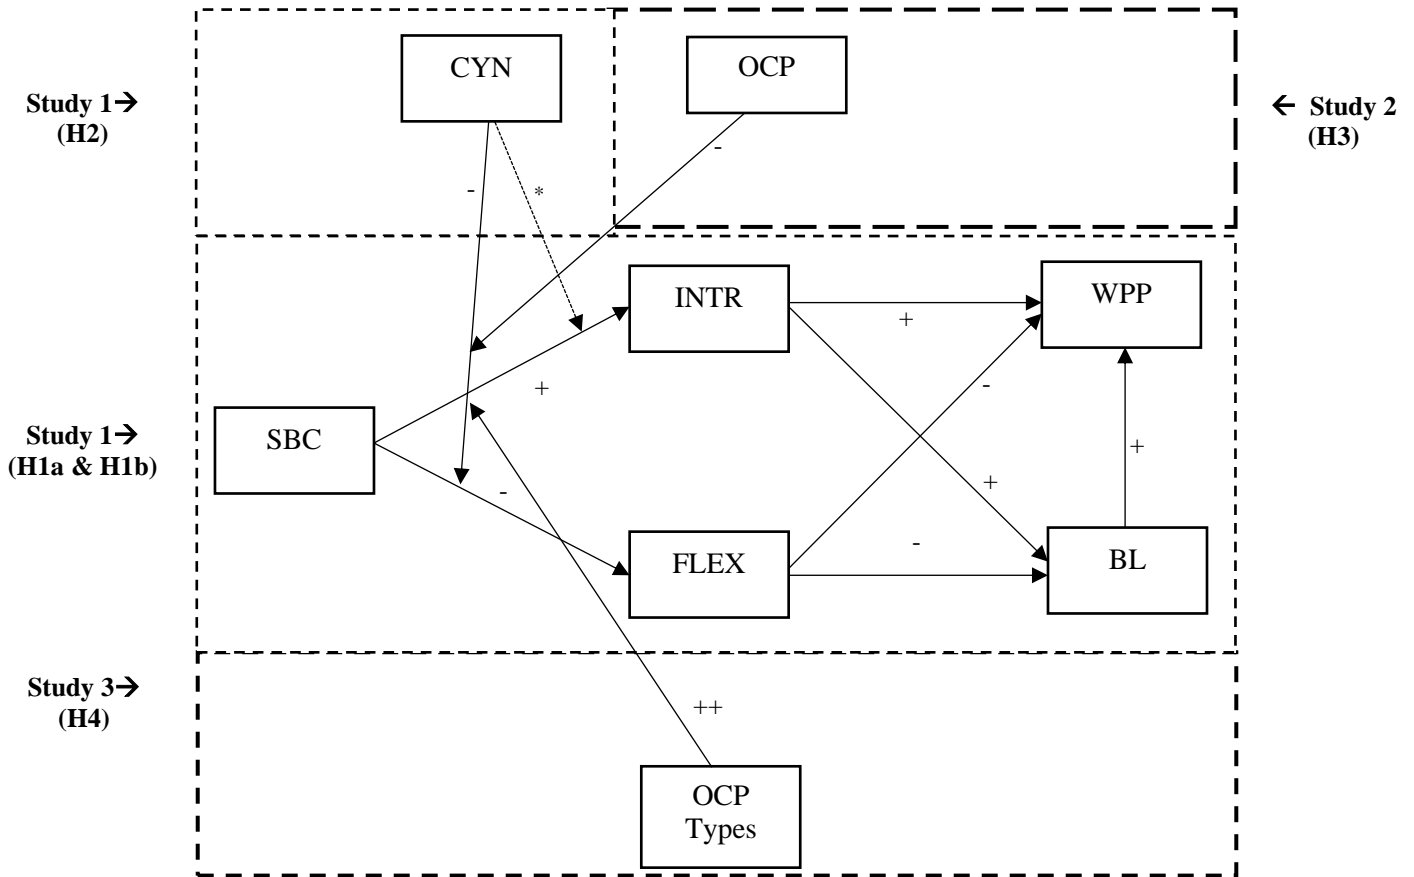 CYN
OCP
Study 1→
(H2)
← Study 2
(H3)
-
-
*
INTR
WPP
+
+
-
Study 1→
(H1a & H1b)
SBC
+
+
-
-
FLEX
BL
Study 3→
(H4)
++
OCP
Types